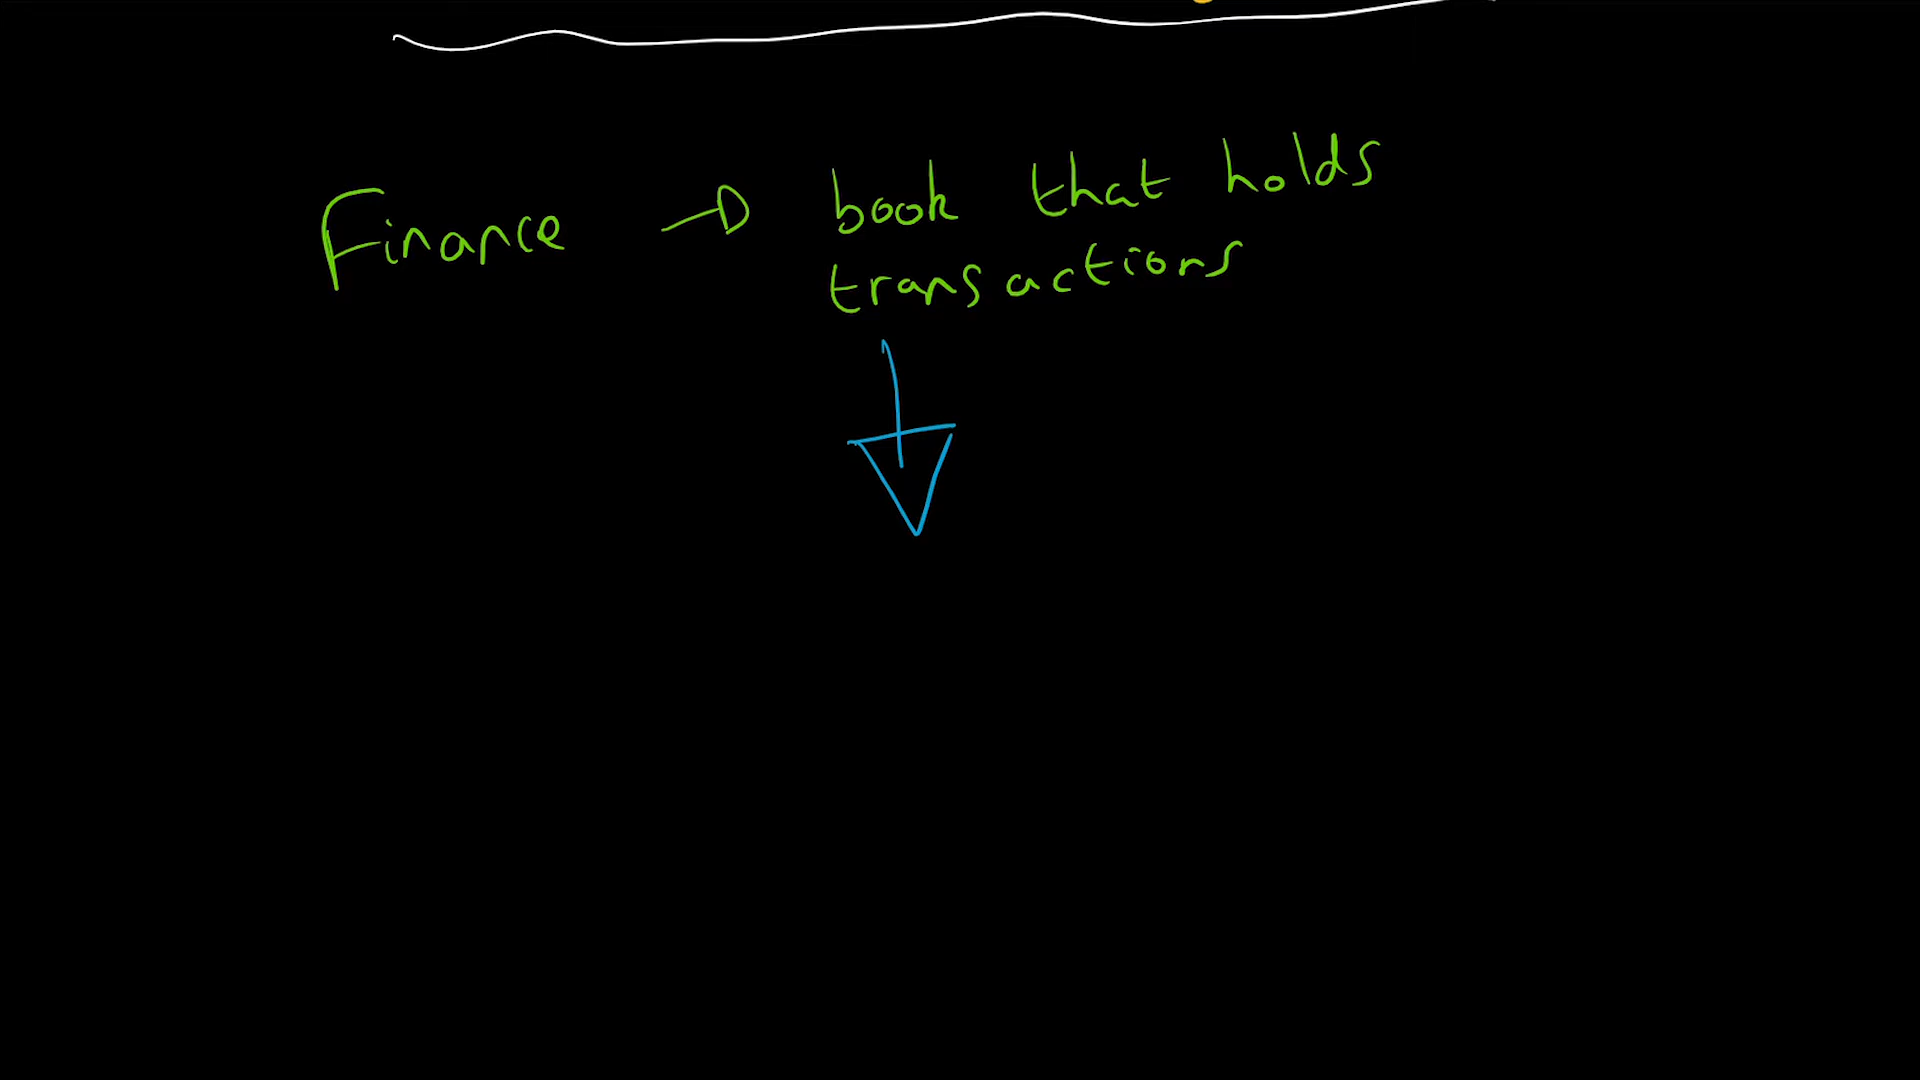 Finance → book that holds
transactions